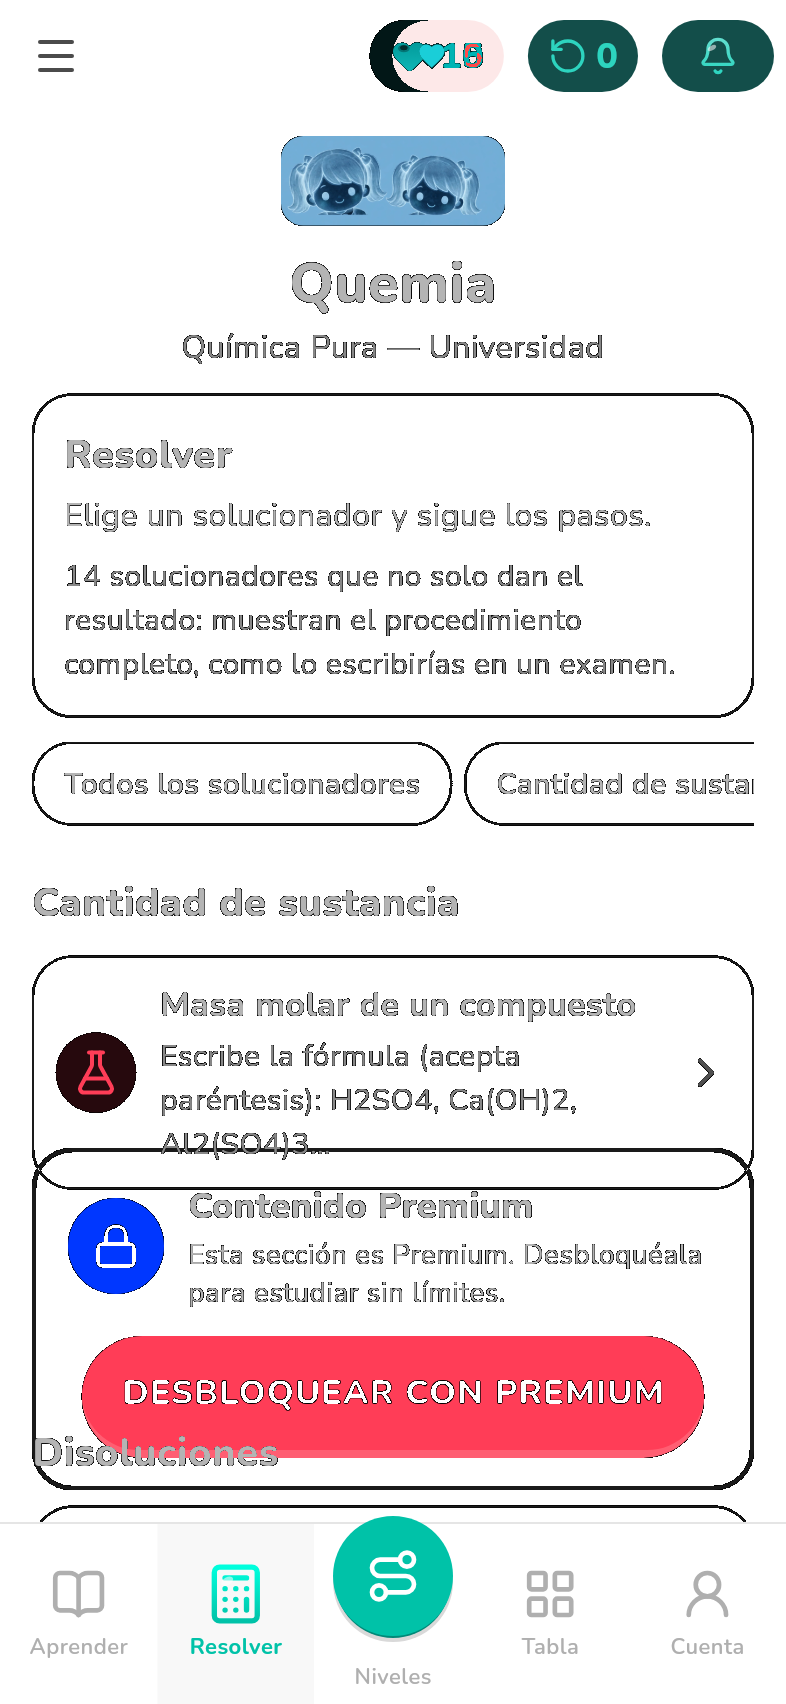 0
Quemia
Química Pura — Universidad
Resolver
Elige un solucionador y sigue los pasos.
14 solucionadores que no solo dan el
resultado: muestran el procedimiento
completo, como lo escribirías en un examen.
Todos los solucionadores
Cantidad de sustan
Cantidad de sustancia
Masa molar de un compuesto
Escribe la fórmula (acepta
paréntesis): H2SO4, Ca(OH)2,
Al2(SO4)3...
Contenido Premium
Esta sección es Premium. Desbloquéala
para estudiar sin límites.
DESBLOQUEAR CON PREMIUM
Disoluciones
Aprender
Resolver
Niveles
Tabla
Cuenta